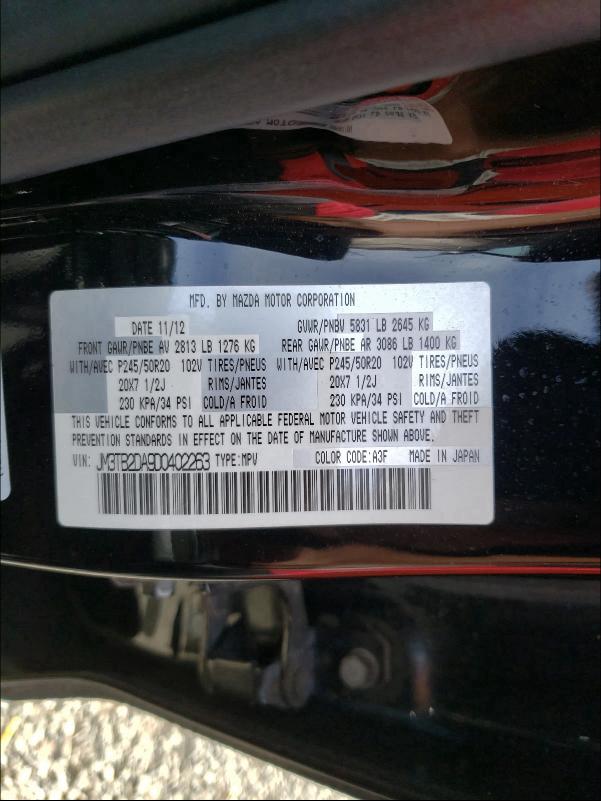 MFD. BY MAZDA MOTOR CORPORATION
DATE 11/12 GVWR/PNBV 5831 LB 2645 KG
FRONT GAWR/PNBE AV 2813 LB 1276 KG REAR GAWR/PNBE AR 3086 LB 1400 KG
WITH/AVEC P245/50R20 102V TIRES/PNEUS WITH/AVEC P245/50R20 102V TIRES/PNEUS
20X7 1/2J RIMS/JANTES 20X7 1/2J RIMS/JANTES
230 KPA/34 PSI COLD/A FROID 230 KPA/34 PSI COLD/A FROID
THIS VEHICLE CONFORMS TO ALL APPLICABLE FEDERAL MOTOR VEHICLE SAFETY AND THEFT
PREVENTION STANDARDS IN EFFECT ON THE DATE OF MANUFACTURE SHOWN ABOVE.
VIN: JM3TB2DA9D0402263 TYPE:MPV COLOR CODE:A3F MADE IN JAPAN